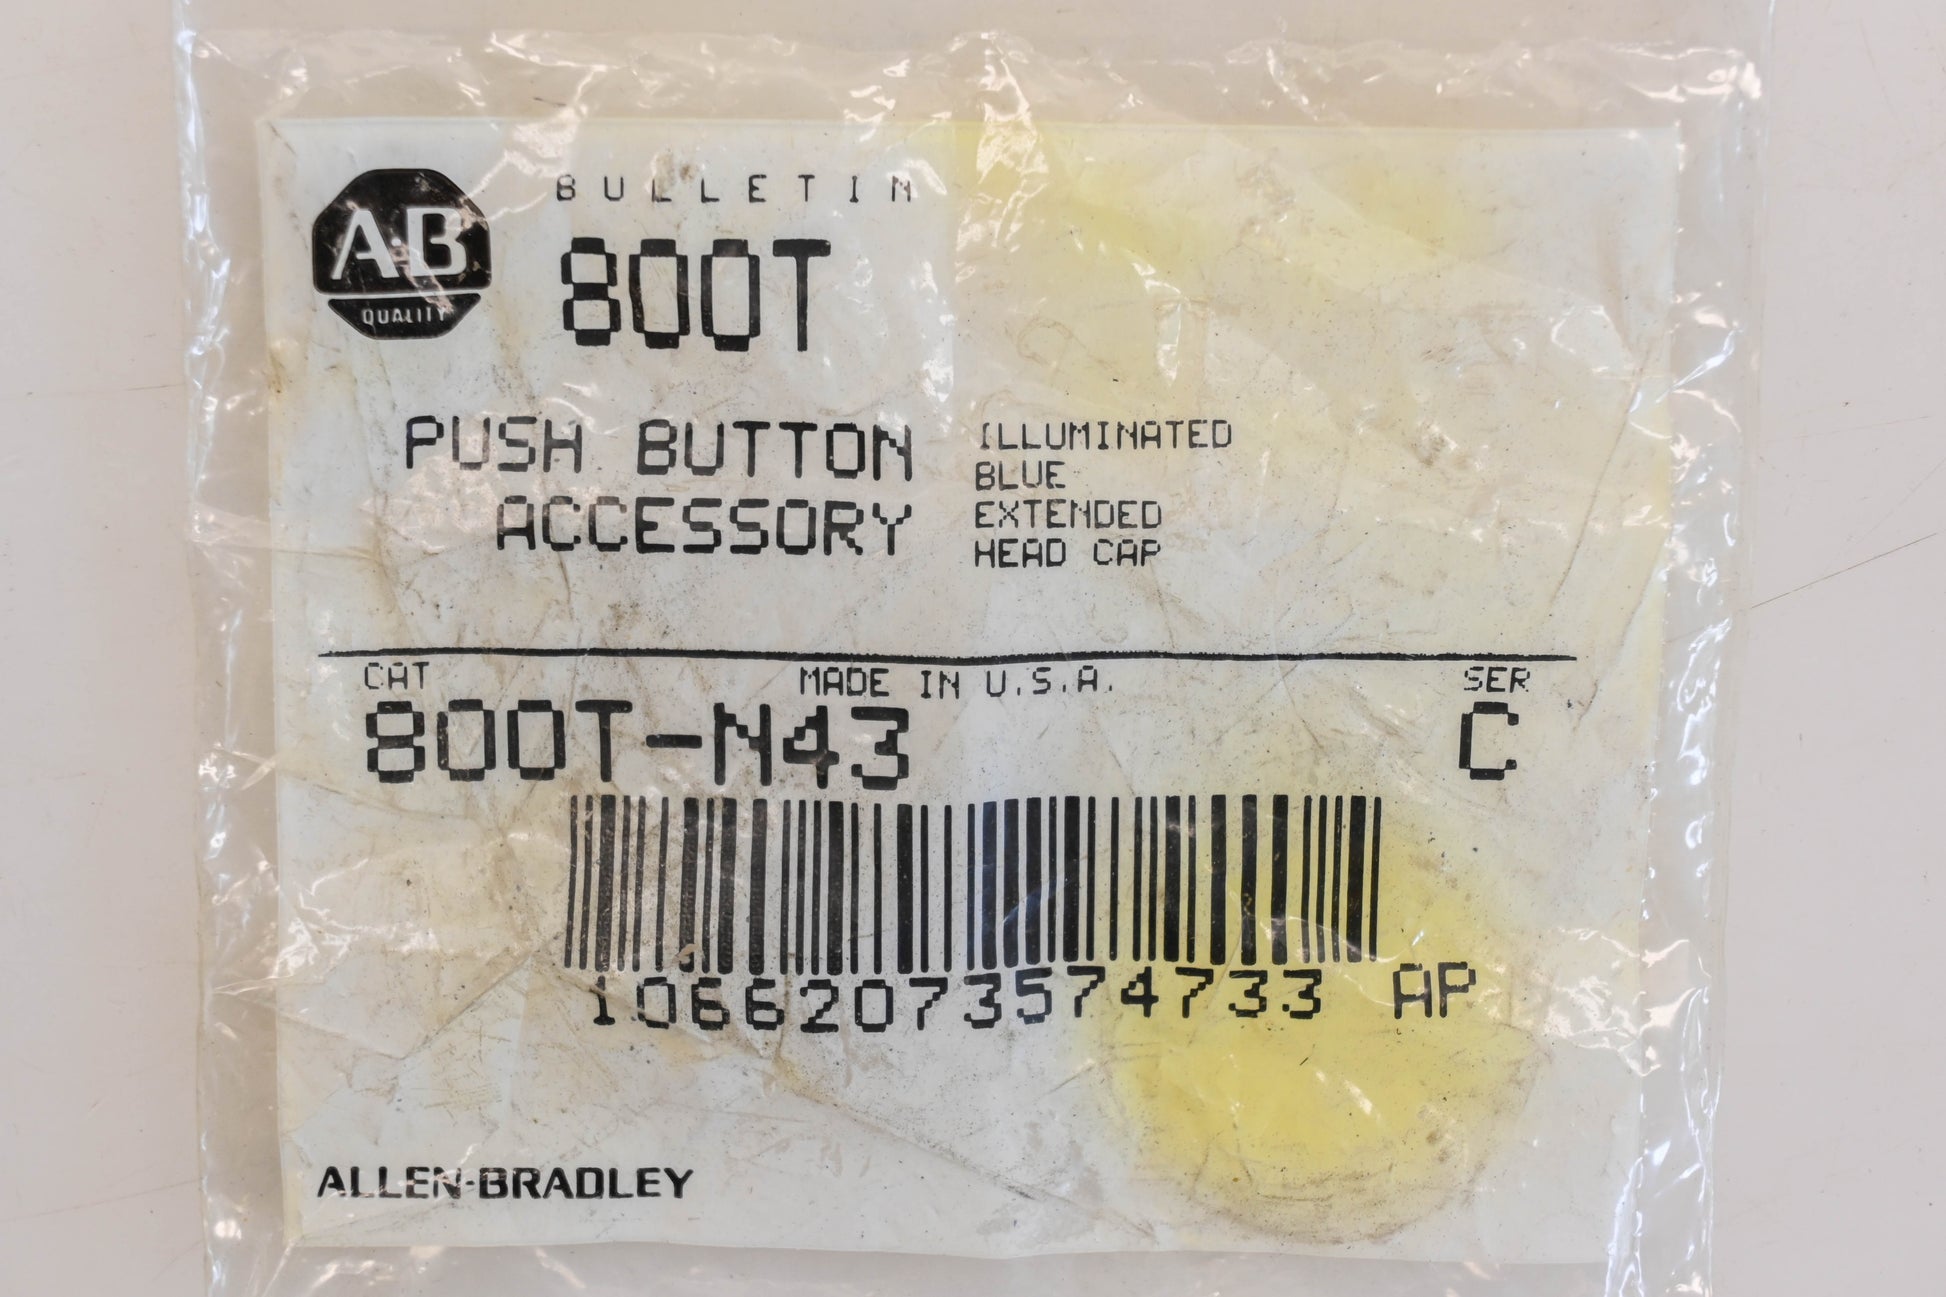 A·B
QUALITY
BULLETIN
800T
PUSH BUTTON
ACCESSORY
ILLUMINATED
BLUE
EXTENDED
HEAD CAP
CAT
MADE IN U.S.A.
SER
800T-N43
C
10662073574733 AP
ALLEN-BRADLEY